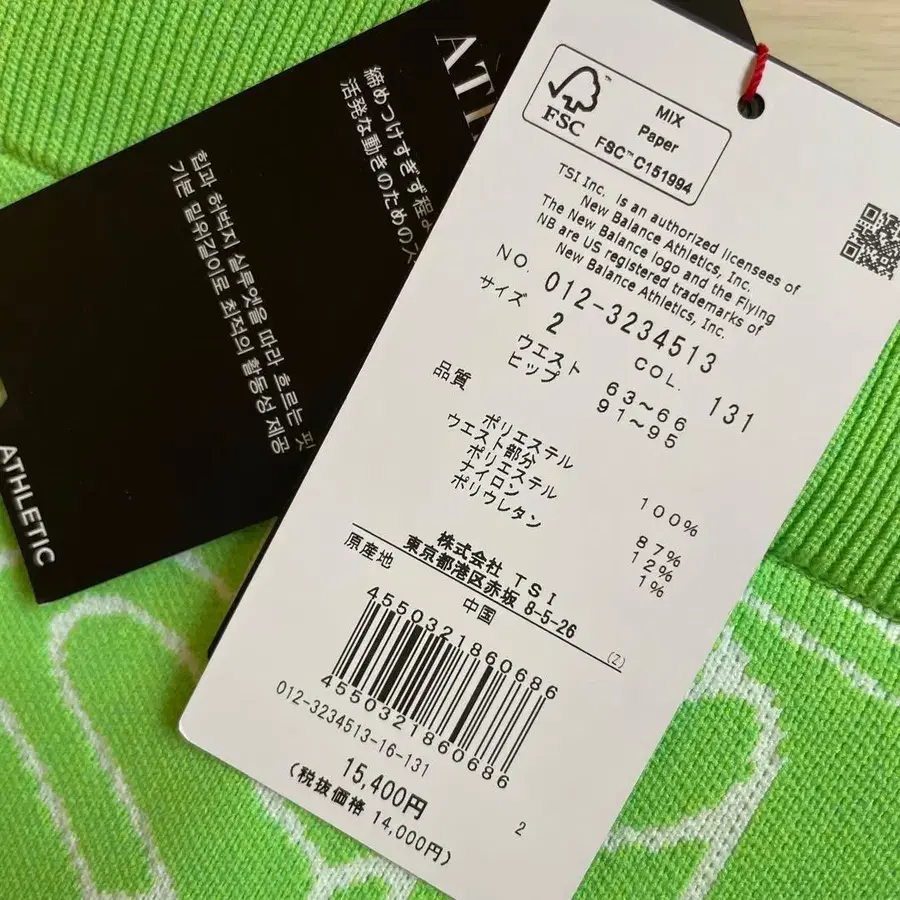 ATHLETIC
締めつけすぎず程よ
活発な動きのための
힙과 허벅지 실루엣을 따라 흐르는 핏
기본 밑위길이로 최적의 활동성 제공
FSC™
MIX
Paper
FSC™ C151994
TSI Inc. is an authorized licensees of
New Balance Athletics, Inc.
The New Balance logo and the Flying
NB are US registered trademarks of
New Balance Athletics, Inc.
NO. 012-3234513
サイズ 2 COL. 131
ウエスト 63~66
ヒップ 91~95
品質
ポリエステル 100%
ウエスト部分
ポリエステル 87%
ナイロン 12%
ポリウレタン 1%
株式会社 TSI
東京都港区赤坂 8-5-26
原産地 中国 (Z)
4550321860686
4550321860686
012-3234513-16-131
15,400円
(税抜価格 14,000円)
2